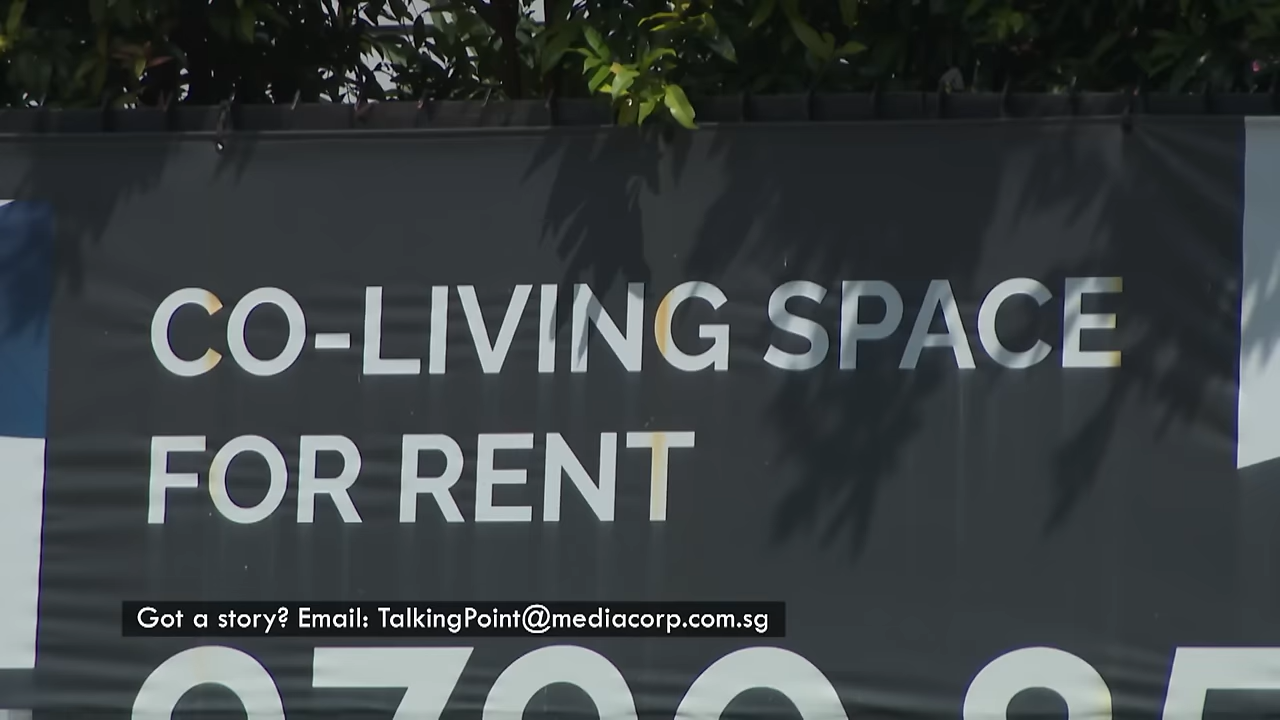 CO-LIVING SPACE
FOR RENT
Got a story? Email: TalkingPoint@mediacorp.com.sg